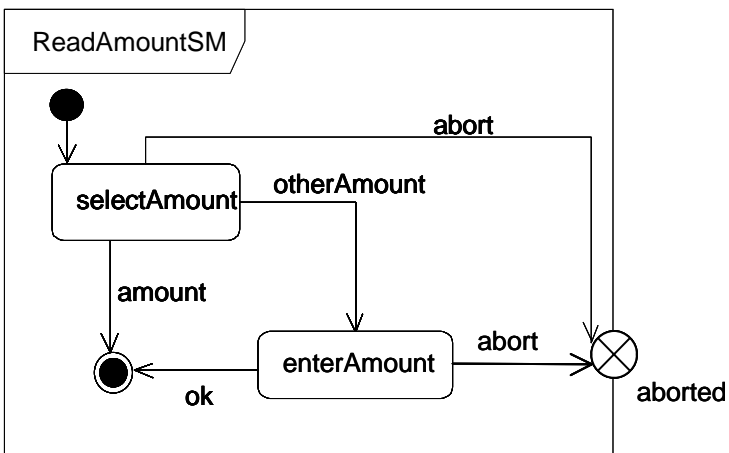 ReadAmountSM
abort
otherAmount
selectAmount
amount
abort
enterAmount
ok
aborted